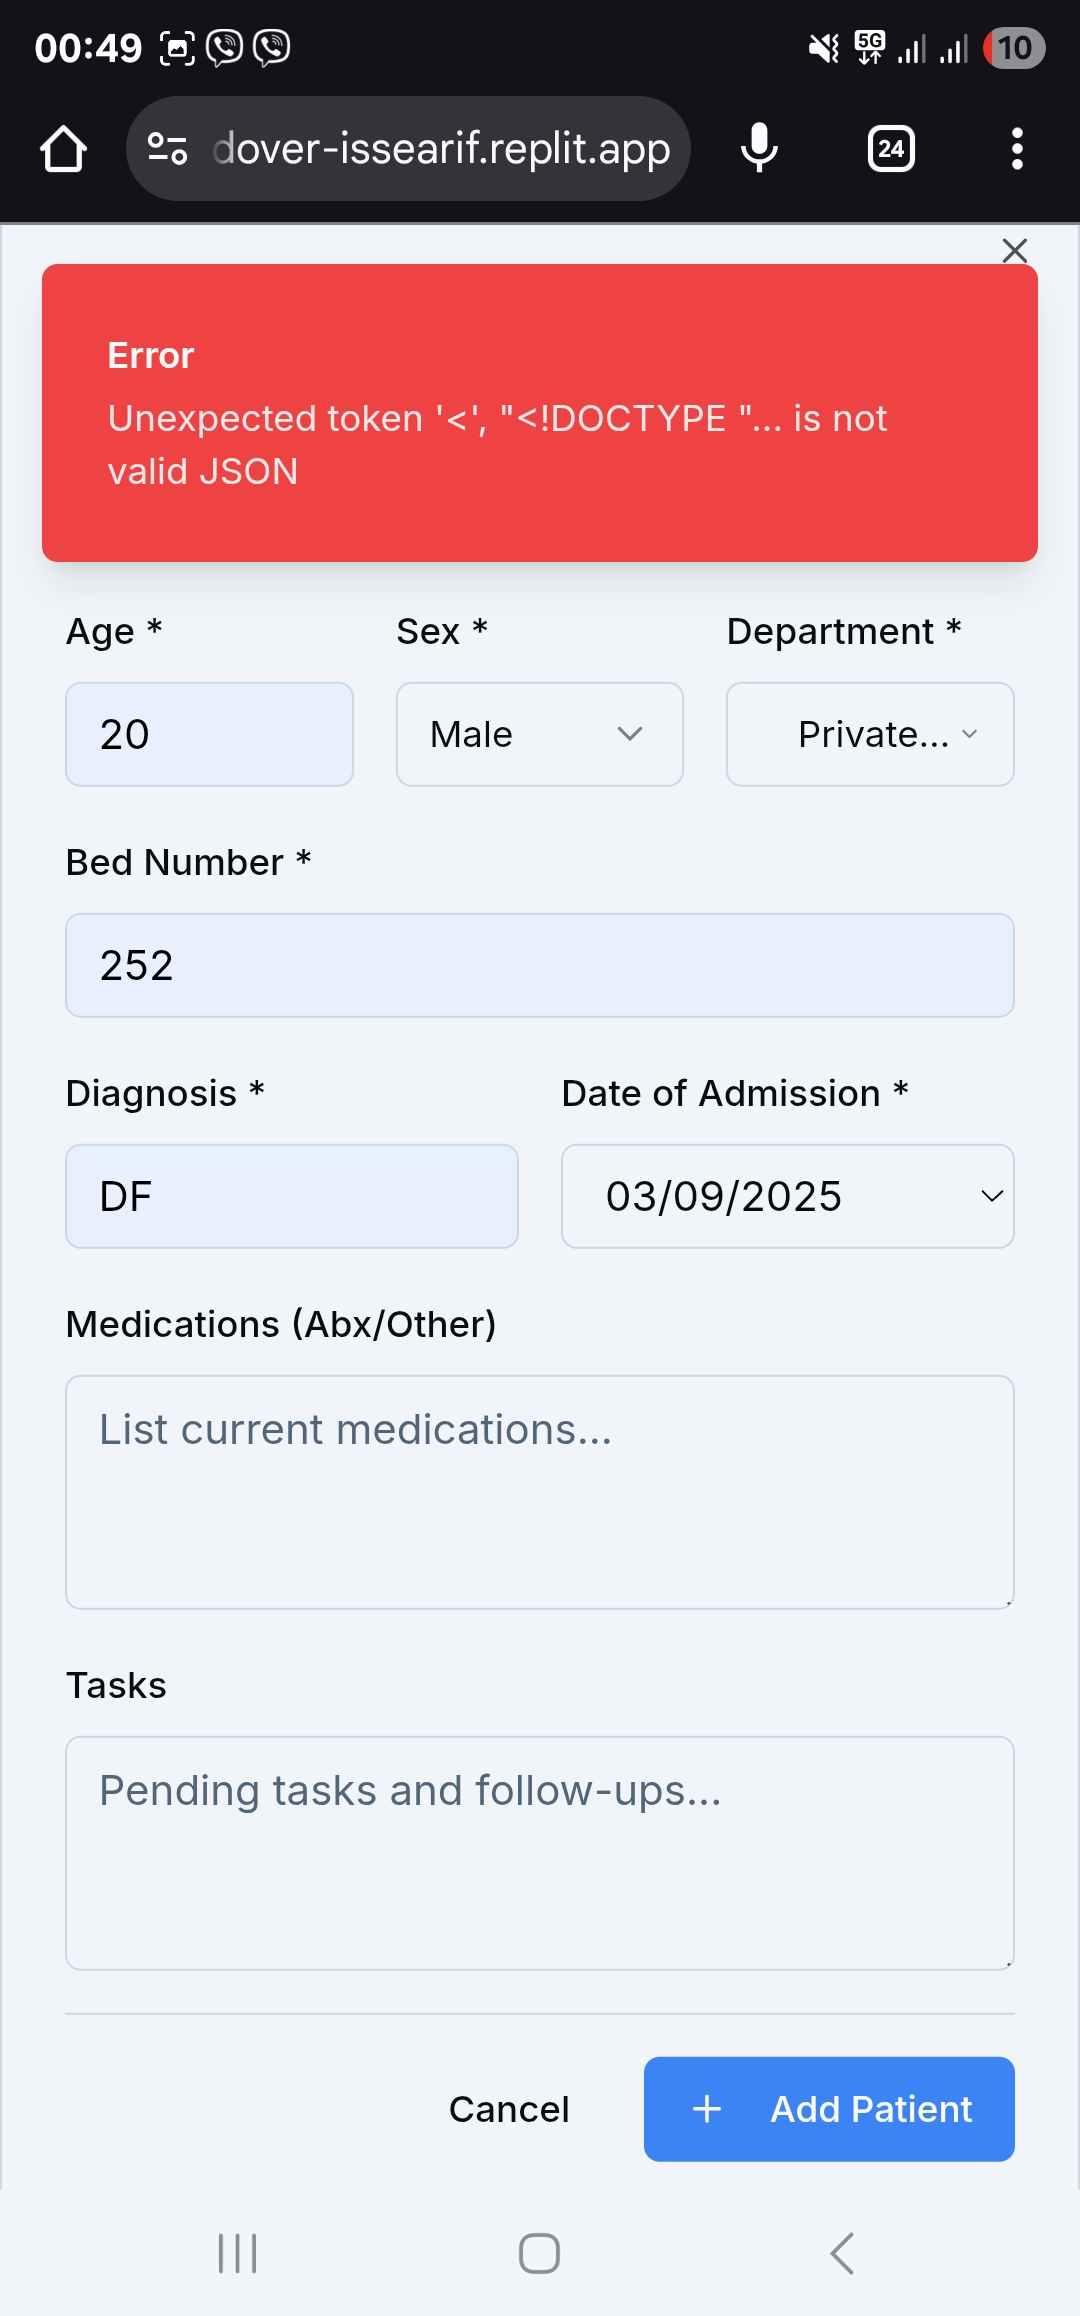 00:49
5G
10
dover-issearif.replit.app
24
Error
Unexpected token '<', "<!DOCTYPE "... is not
valid JSON
Age *
Sex *
Department *
20
Male
Private...
Bed Number *
252
Diagnosis *
Date of Admission *
DF
03/09/2025
Medications (Abx/Other)
List current medications...
Tasks
Pending tasks and follow-ups...
Cancel
+ Add Patient